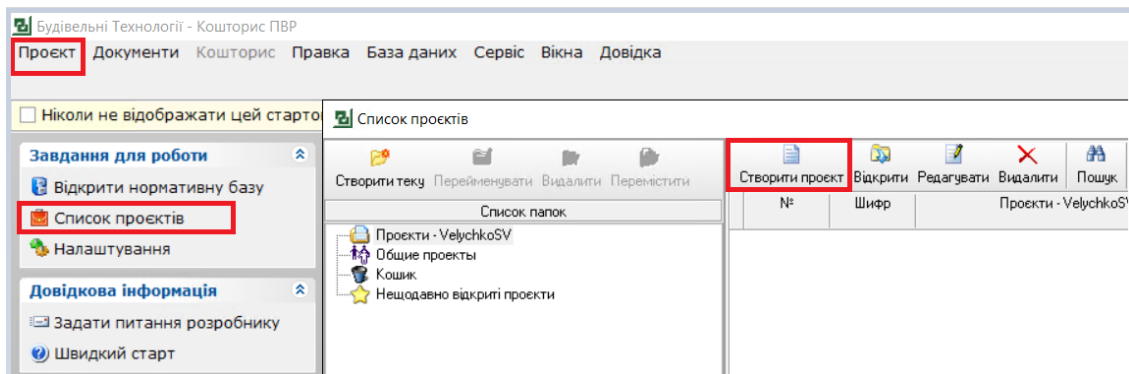 Будівельні Технології - Кошторис ПВР
Проєкт Документи Кошторис Правка База даних Сервіс Вікна Довідка
Ніколи не відображати цей старто
Список проєктів
Завдання для роботи
Відкрити нормативну базу
Список проєктів
Налаштування
Довідкова інформація
Задати питання розробнику
Швидкий старт
Створити теку Перейменувати Видалити Перемістити
Список папок
Проєкти - VelychkoSV
Общие проекты
Кошик
Нещодавно відкриті проєкти
Створити проєкт Відкрити Редагувати Видалити Пошук
№ Шифр Проєкти - VelychkoSV